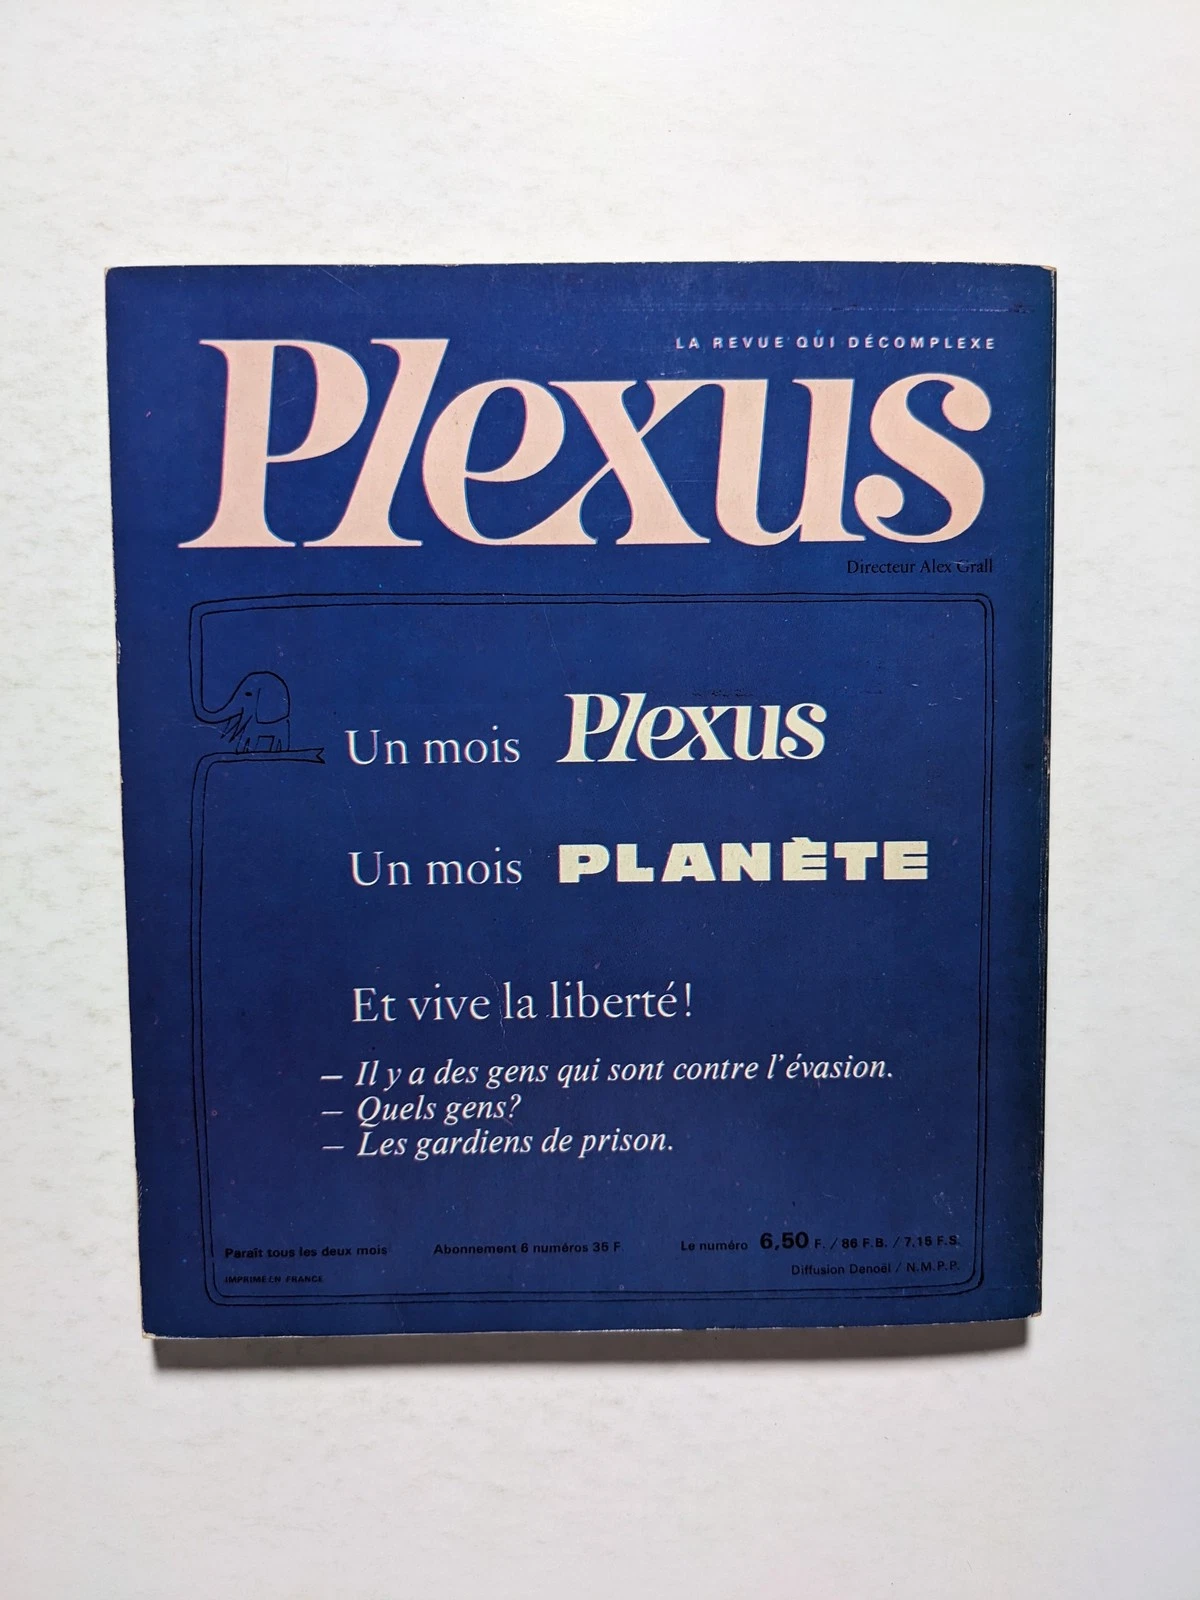 LA REVUE QUI DÉCOMPLEXE
Plexus
Directeur Alex Grall
Un mois Plexus
Un mois PLANÈTE
Et vive la liberté!
– Il y a des gens qui sont contre l'évasion.
– Quels gens?
– Les gardiens de prison.
Paraît tous les deux mois Abonnement 6 numéros 35 F. Le numéro 6,50 F. / 86 F.B. / 7,15 F.S.
IMPRIMÉ EN FRANCE
Diffusion Denoël / N.M.P.P.